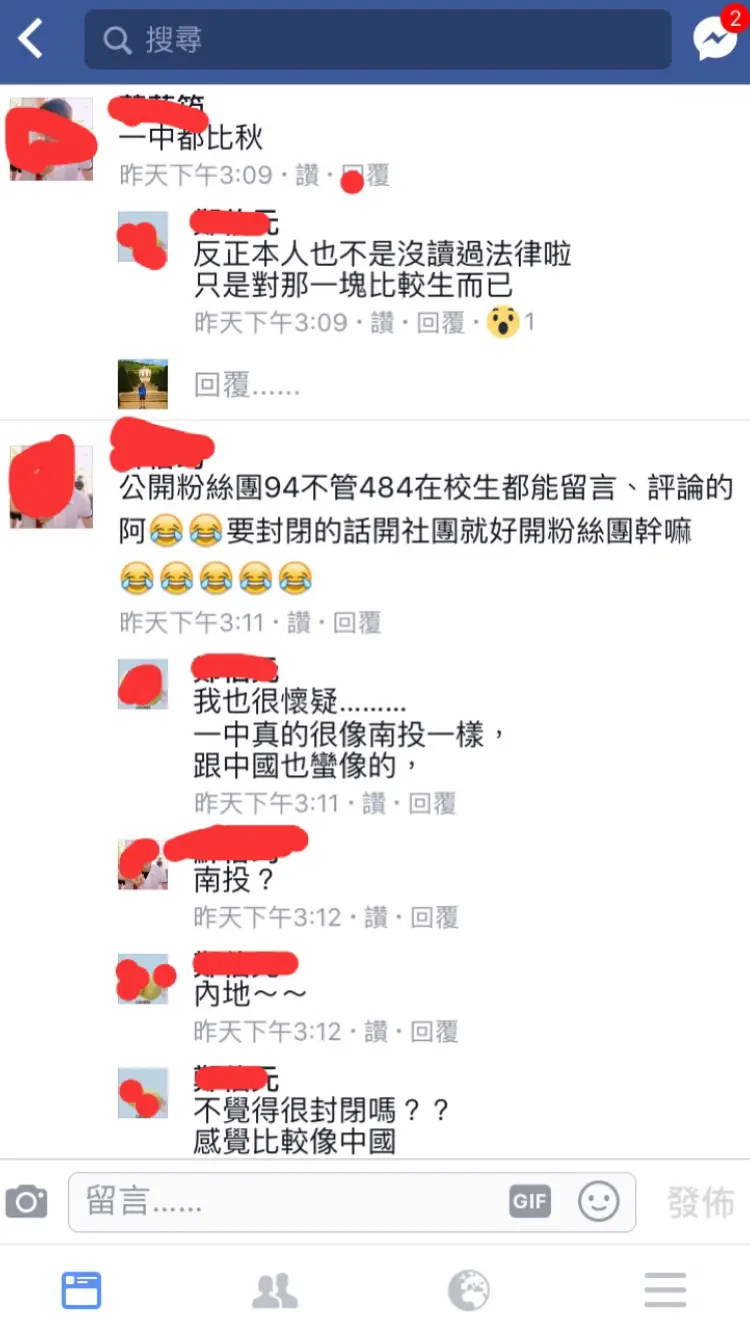 搜尋
2
一中都比秋
昨天下午3:09・讚・回覆
反正本人也不是沒讀過法律啦
只是對那一塊比較生而已
昨天下午3:09・讚・回覆・😮1
回覆......
公開粉絲團94不管484在校生都能留言、評論的
阿😂😂要封閉的話開社團就好開粉絲團幹嘛
😂😂😂😂😂
昨天下午3:11・讚・回覆
我也很懷疑.........
一中真的很像南投一樣，
跟中國也蠻像的，
昨天下午3:11・讚・回覆
南投？
昨天下午3:12・讚・回覆
內地～～
昨天下午3:12・讚・回覆
不覺得很封閉嗎？？
感覺比較像中國
留言......
GIF
發佈